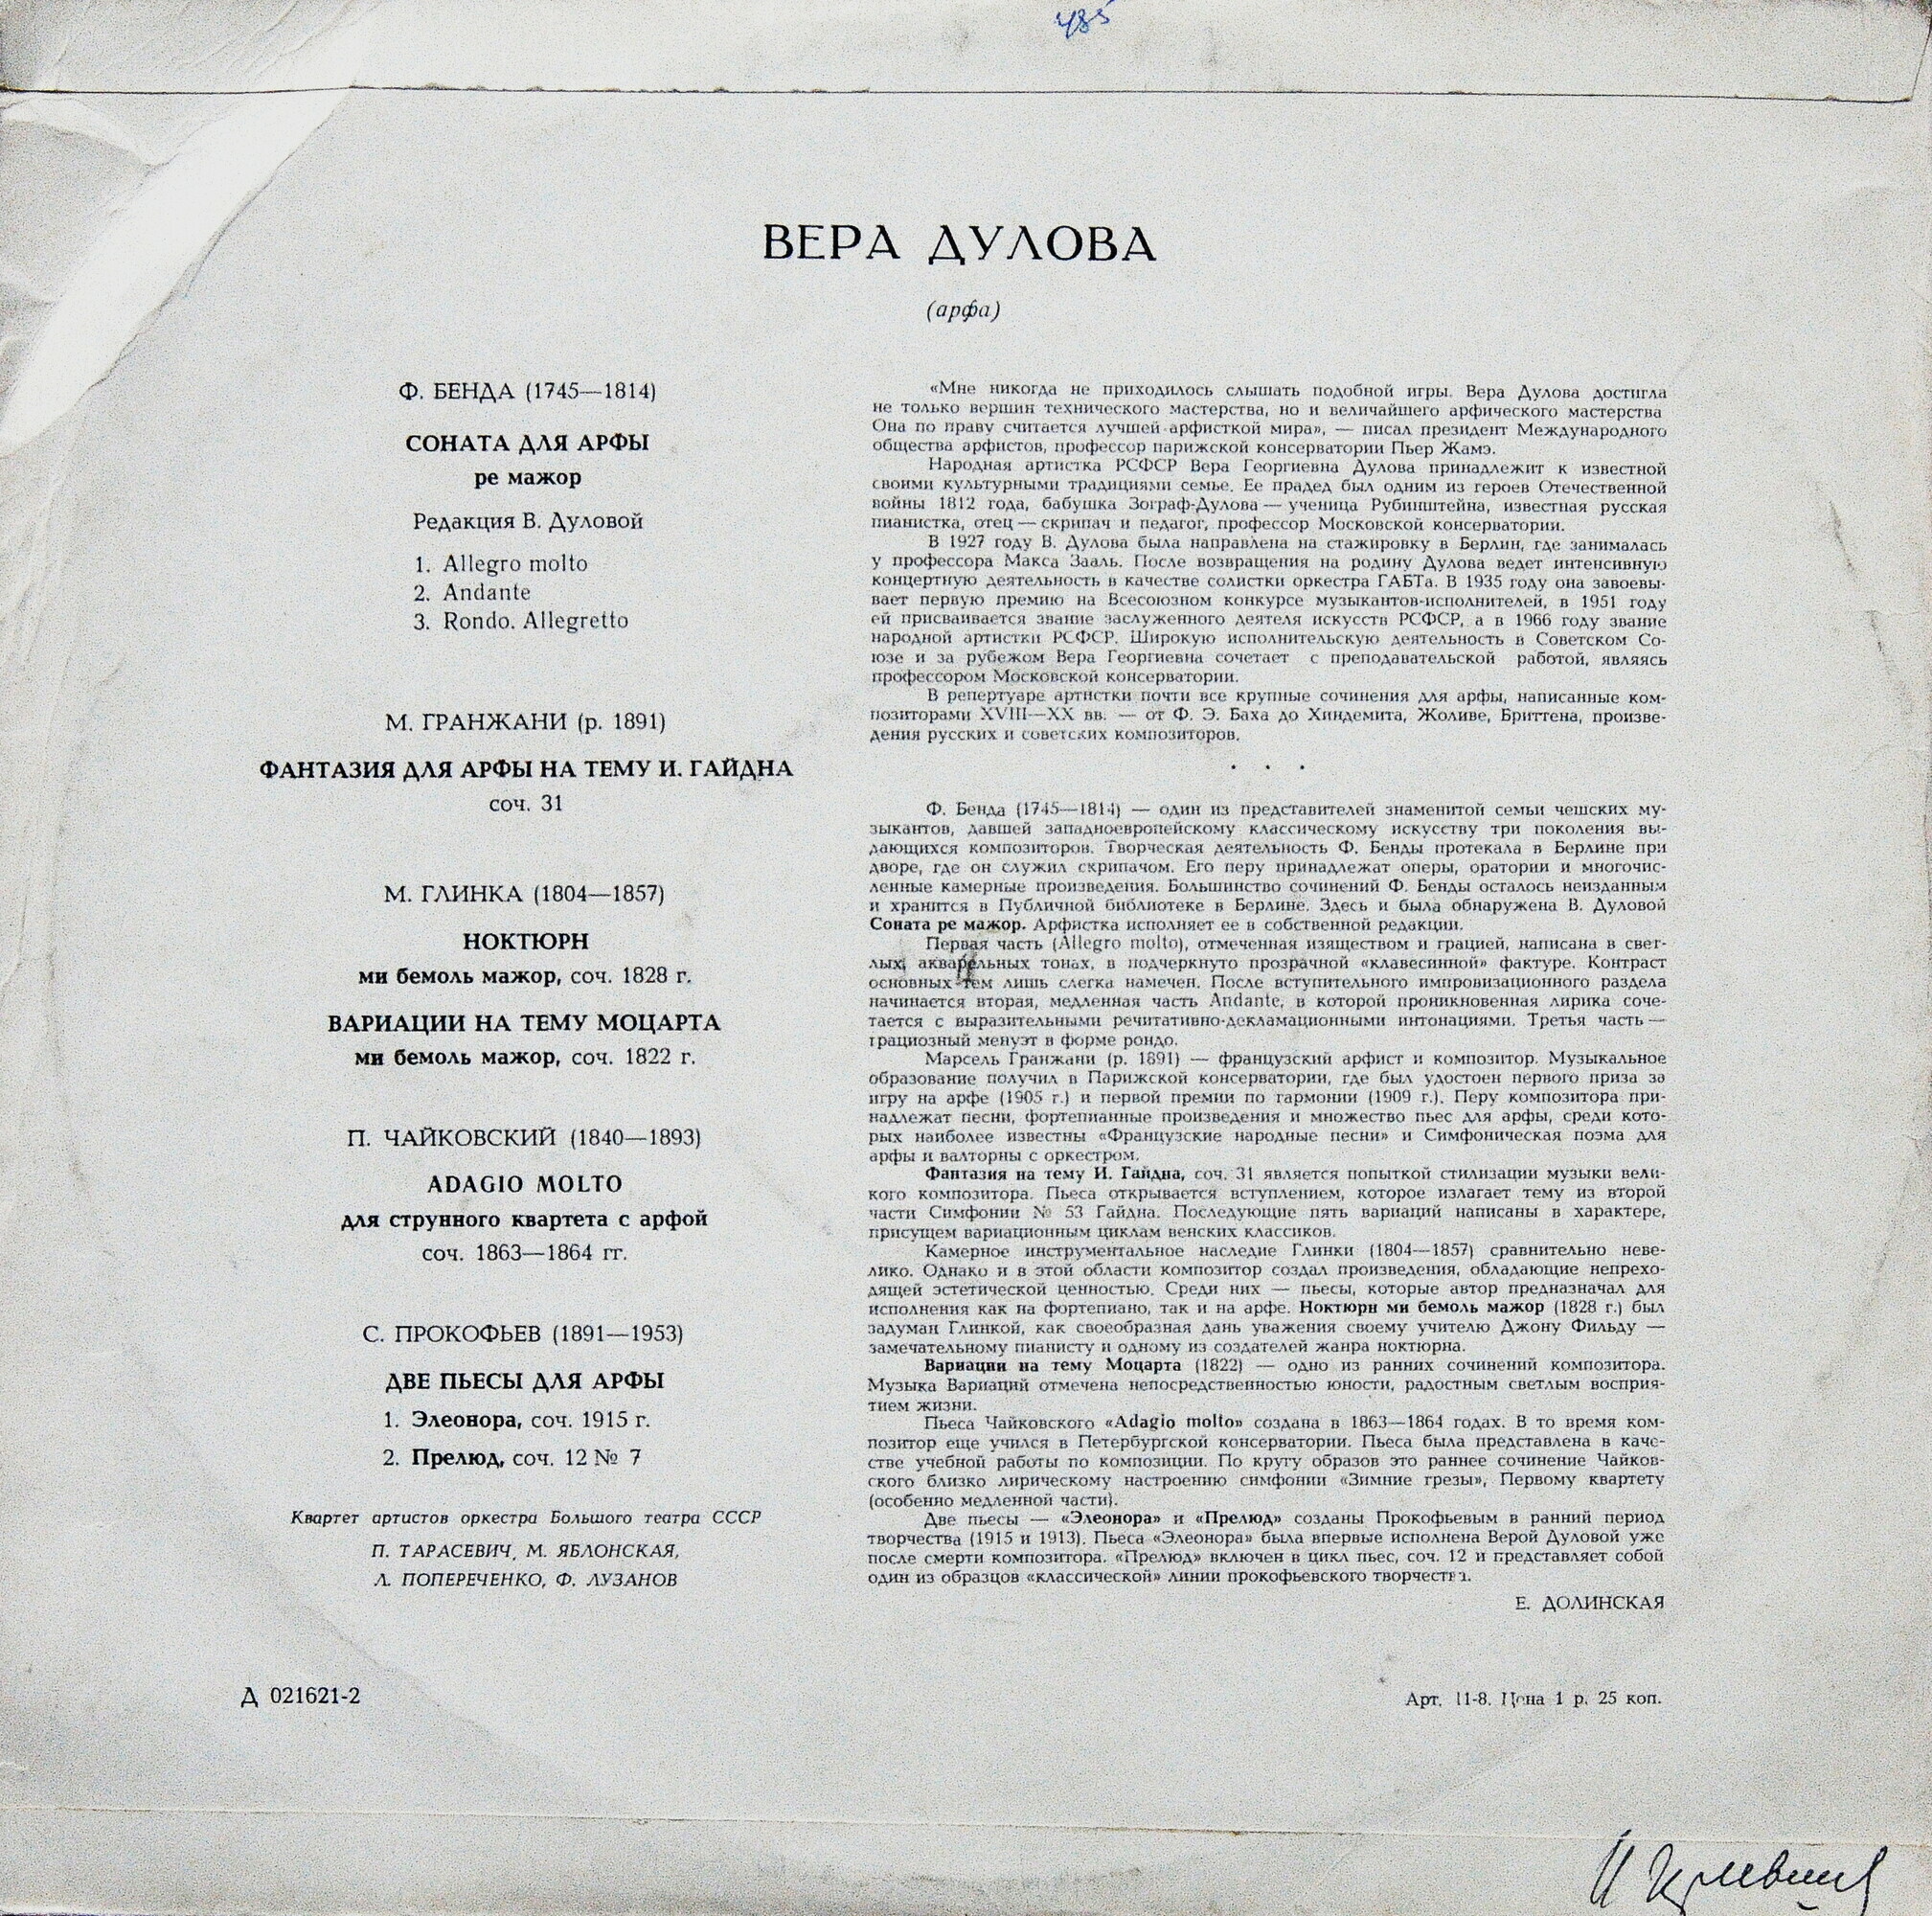 485
ВЕРА ДУЛОВА
(арфа)
Ф. БЕНДА (1745—1814)
СОНАТА ДЛЯ АРФЫ
ре мажор
Редакция В. Дуловой
1. Allegro molto
2. Andante
3. Rondo. Allegretto
М. ГРАНЖАНИ (р. 1891)
ФАНТАЗИЯ ДЛЯ АРФЫ НА ТЕМУ И. ГАЙДНА
соч. 31
М. ГЛИНКА (1804—1857)
НОКТЮРН
ми бемоль мажор, соч. 1828 г.
ВАРИАЦИИ НА ТЕМУ МОЦАРТА
ми бемоль мажор, соч. 1822 г.
П. ЧАЙКОВСКИЙ (1840—1893)
ADAGIO MOLTO
для струнного квартета с арфой
соч. 1863—1864 гг.
С. ПРОКОФЬЕВ (1891—1953)
ДВЕ ПЬЕСЫ ДЛЯ АРФЫ
1. Элеонора, соч. 1915 г.
2. Прелюд, соч. 12 № 7
Квартет артистов оркестра Большого театра СССР
П. ТАРАСЕВИЧ, М. ЯБЛОНСКАЯ,
Л. ПОПЕРЕЧЕНКО, Ф. ЛУЗАНОВ
«Мне никогда не приходилось слышать подобной игры. Вера Дулова достигла
не только вершин технического мастерства, но и величайшего арфического мастерства
Она по праву считается лучшей арфисткой мира», — писал президент Международного
общества арфистов, профессор парижской консерватории Пьер Жамэ.
Народная артистка РСФСР Вера Георгиевна Дулова принадлежит к известной
своими культурными традициями семье. Ее прадед был одним из героев Отечественной
войны 1812 года, бабушка Зограф-Дулова — ученица Рубинштейна, известная русская
пианистка, отец — скрипач и педагог, профессор Московской консерватории.
В 1927 году В. Дулова была направлена на стажировку в Берлин, где занималась
у профессора Макса Зааль. После возвращения на родину Дулова ведет интенсивную
концертную деятельность в качестве солистки оркестра ГАБТа. В 1935 году она завоевы-
вает первую премию на Всесоюзном конкурсе музыкантов-исполнителей, в 1951 году
ей присваивается звание заслуженного деятеля искусств РСФСР, а в 1966 году звание
народной артистки РСФСР. Широкую исполнительскую деятельность в Советском Со-
юзе и за рубежом Вера Георгиевна сочетает с преподавательской работой, являясь
профессором Московской консерватории.
В репертуаре артистки почти все крупные сочинения для арфы, написанные ком-
позиторами XVIII—XX вв. — от Ф. Э. Баха до Хиндемита, Жоливе, Бриттена, произве-
дения русских и советских композиторов.
. . .
Ф. Бенда (1745—1814) — один из представителей знаменитой семьи чешских му-
зыкантов, давшей западноевропейскому классическому искусству три поколения вы-
дающихся композиторов. Творческая деятельность Ф. Бенды протекала в Берлине при
дворе, где он служил скрипачом. Его перу принадлежат оперы, оратории и многочис-
ленные камерные произведения. Большинство сочинений Ф. Бенды осталось неизданным
и хранится в Публичной библиотеке в Берлине. Здесь и была обнаружена В. Дуловой
Соната ре мажор. Арфистка исполняет ее в собственной редакции.
Первая часть (Allegro molto), отмеченная изяществом и грацией, написана в свет-
лых, акварельных тонах, в подчеркнуто прозрачной «клавесинной» фактуре. Контраст
основных тем лишь слегка намечен. После вступительного импровизационного раздела
начинается вторая, медленная часть Andante, в которой проникновенная лирика соче-
тается с выразительными речитативно-декламационными интонациями. Третья часть —
грациозный менуэт в форме рондо.
Марсель Гранжани (р. 1891) — французский арфист и композитор. Музыкальное
образование получил в Парижской консерватории, где был удостоен первого приза за
игру на арфе (1905 г.) и первой премии по гармонии (1909 г.). Перу композитора при-
надлежат песни, фортепианные произведения и множество пьес для арфы, среди кото-
рых наиболее известны «Французские народные песни» и Симфоническая поэма для
арфы и валторны с оркестром.
Фантазия на тему И. Гайдна, соч. 31 является попыткой стилизации музыки вели-
кого композитора. Пьеса открывается вступлением, которое излагает тему из второй
части Симфонии № 53 Гайдна. Последующие пять вариаций написаны в характере,
присущем вариационным циклам венских классиков.
Камерное инструментальное наследие Глинки (1804—1857) сравнительно неве-
лико. Однако и в этой области композитор создал произведения, обладающие непрехо-
дящей эстетической ценностью. Среди них — пьесы, которые автор предназначал для
исполнения как на фортепиано, так и на арфе. Ноктюрн ми бемоль мажор (1828 г.) был
задуман Глинкой, как своеобразная дань уважения своему учителю Джону Фильду —
замечательному пианисту и одному из создателей жанра ноктюрна.
Вариации на тему Моцарта (1822) — одно из ранних сочинений композитора.
Музыка Вариаций отмечена непосредственностью юности, радостным светлым восприя-
тием жизни.
Пьеса Чайковского «Adagio molto» создана в 1863—1864 годах. В то время ком-
позитор еще учился в Петербургской консерватории. Пьеса была представлена в каче-
стве учебной работы по композиции. По кругу образов это раннее сочинение Чайков-
ского близко лирическому настроению симфонии «Зимние грезы», Первому квартету
(особенно медленной части).
Две пьесы — «Элеонора» и «Прелюд» созданы Прокофьевым в ранний период
творчества (1915 и 1913). Пьеса «Элеонора» была впервые исполнена Верой Дуловой уже
после смерти композитора. «Прелюд» включен в цикл пьес, соч. 12 и представляет собой
один из образцов «классической» линии прокофьевского творчества.
Е. ДОЛИНСКАЯ
Д 021621-2
Арт. 11-8. Цена 1 р. 25 коп.